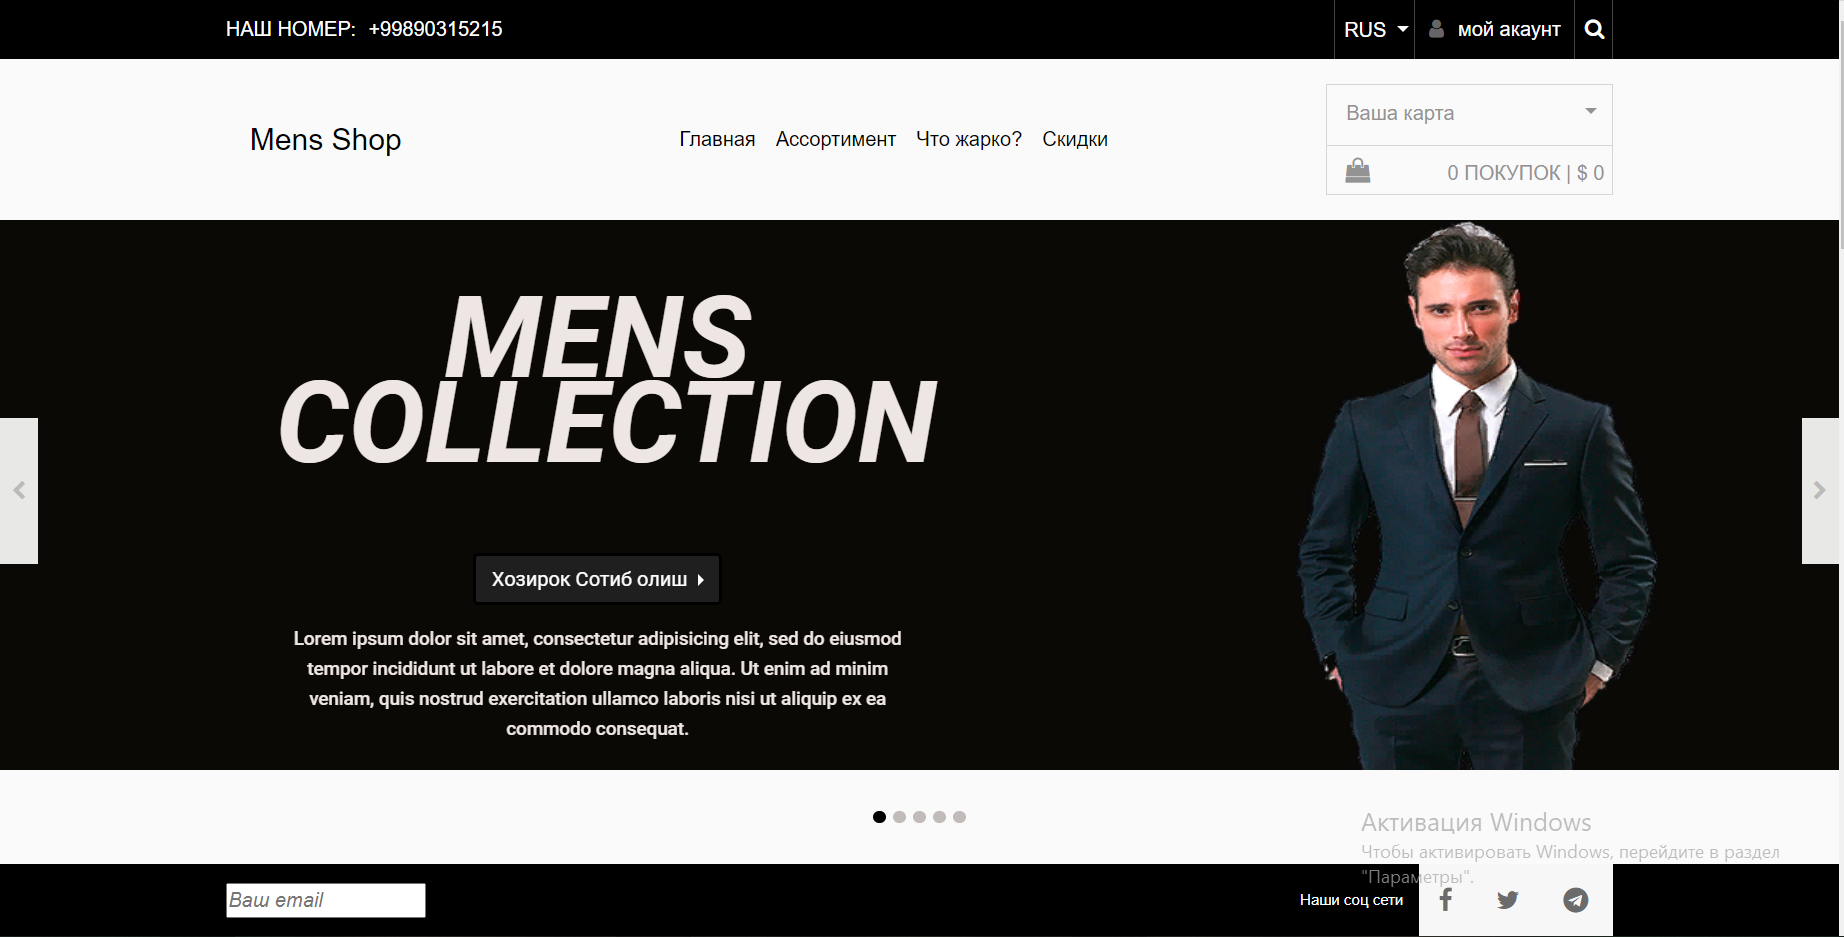 НАШ НОМЕР: +99890315215
RUS
мой акаунт
Mens Shop
Главная Ассортимент Что жарко? Скидки
Ваша карта
0 ПОКУПОК | $ 0
MENS
COLLECTION
Хозирок Сотиб олиш
Lorem ipsum dolor sit amet, consectetur adipisicing elit, sed do eiusmod
tempor incididunt ut labore et dolore magna aliqua. Ut enim ad minim
veniam, quis nostrud exercitation ullamco laboris nisi ut aliquip ex ea
commodo consequat.
Активация Windows
Чтобы активировать Windows, перейдите в раздел
"Параметры".
Ваш email
Наши соц сети